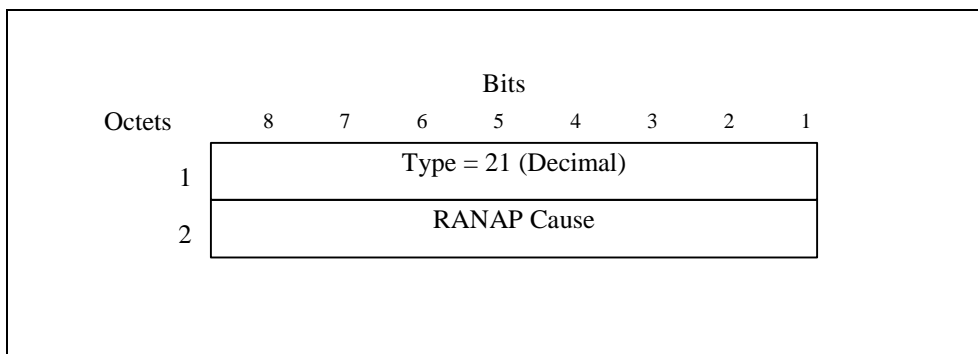 Bits
Octets 8 7 6 5 4 3 2 1
1 Type = 21 (Decimal)
2 RANAP Cause